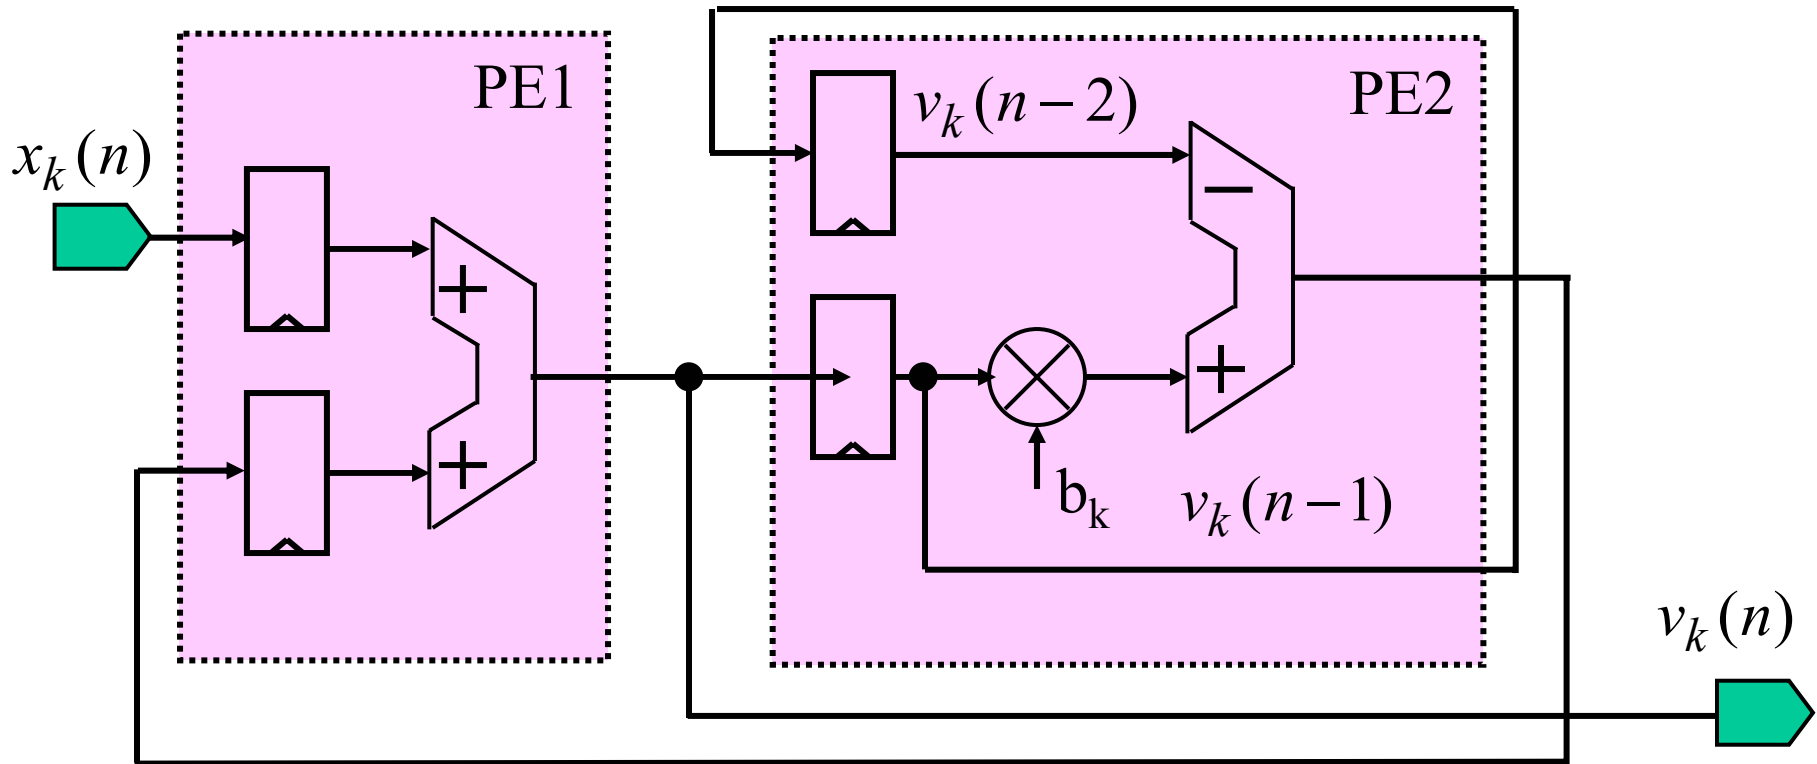 PE1
PE2
x_k(n)
v_k(n−2)
−
+
+
+
b_k
v_k(n−1)
v_k(n)